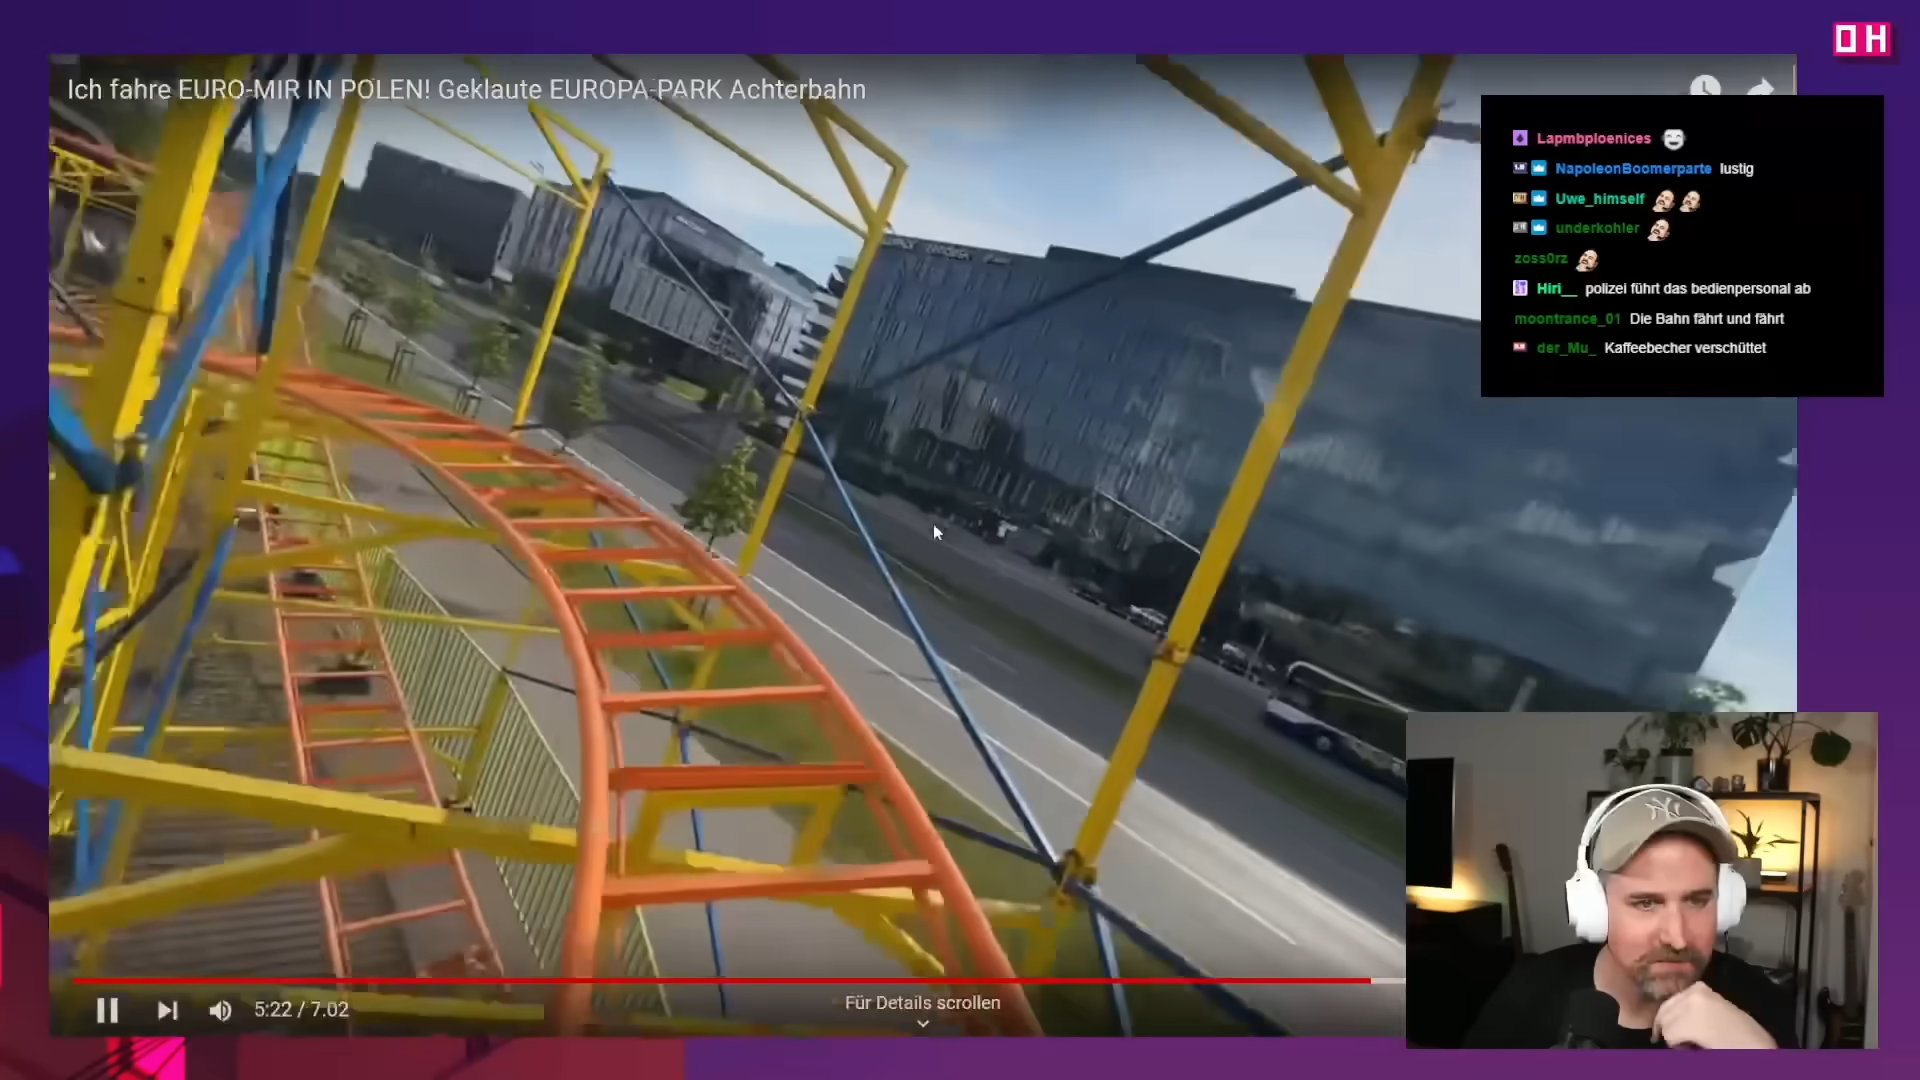 OH
Ich fahre EURO-MIR IN POLEN! Geklaute EUROPA-PARK Achterbahn
Lapmbploenices
NapoleonBoomerparte lustig
Uwe_himself
underkohler
zoss0rz
Hiri__ polizei führt das bedienpersonal ab
moontrance_01 Die Bahn fährt und fährt
der_Mu_ Kaffeebecher verschüttet
5:22 / 7.02
Für Details scrollen